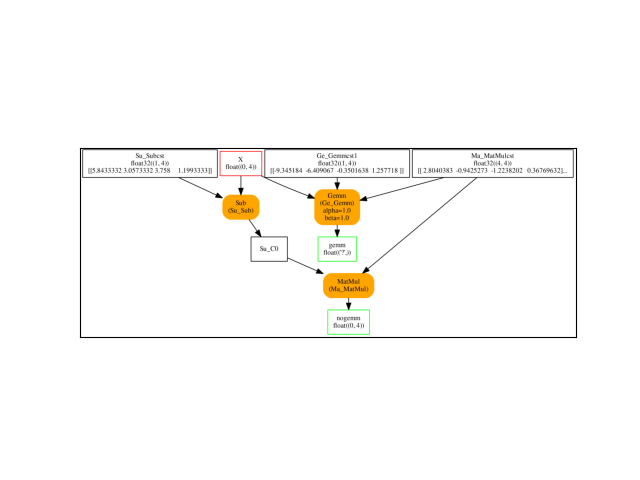 Su_Subcst
float32((1, 4))
[[5.8433332 3.0573332 3.758 1.1993333]]
X
float((0, 4))
Ge_Gemmcst1
float32((1, 4))
[[-9.345184 -6.409067 -0.3501638 1.257718 ]]
Ma_MatMulcst
float32((4, 4))
[[ 2.8040383 -0.9425273 -1.2238202 0.36769632]...
Sub
(Su_Sub)
Gemm
(Ge_Gemm)
alpha=1.0
beta=1.0
Su_C0
gemm
float(('?',))
MatMul
(Ma_MatMul)
nogemm
float((0, 4))